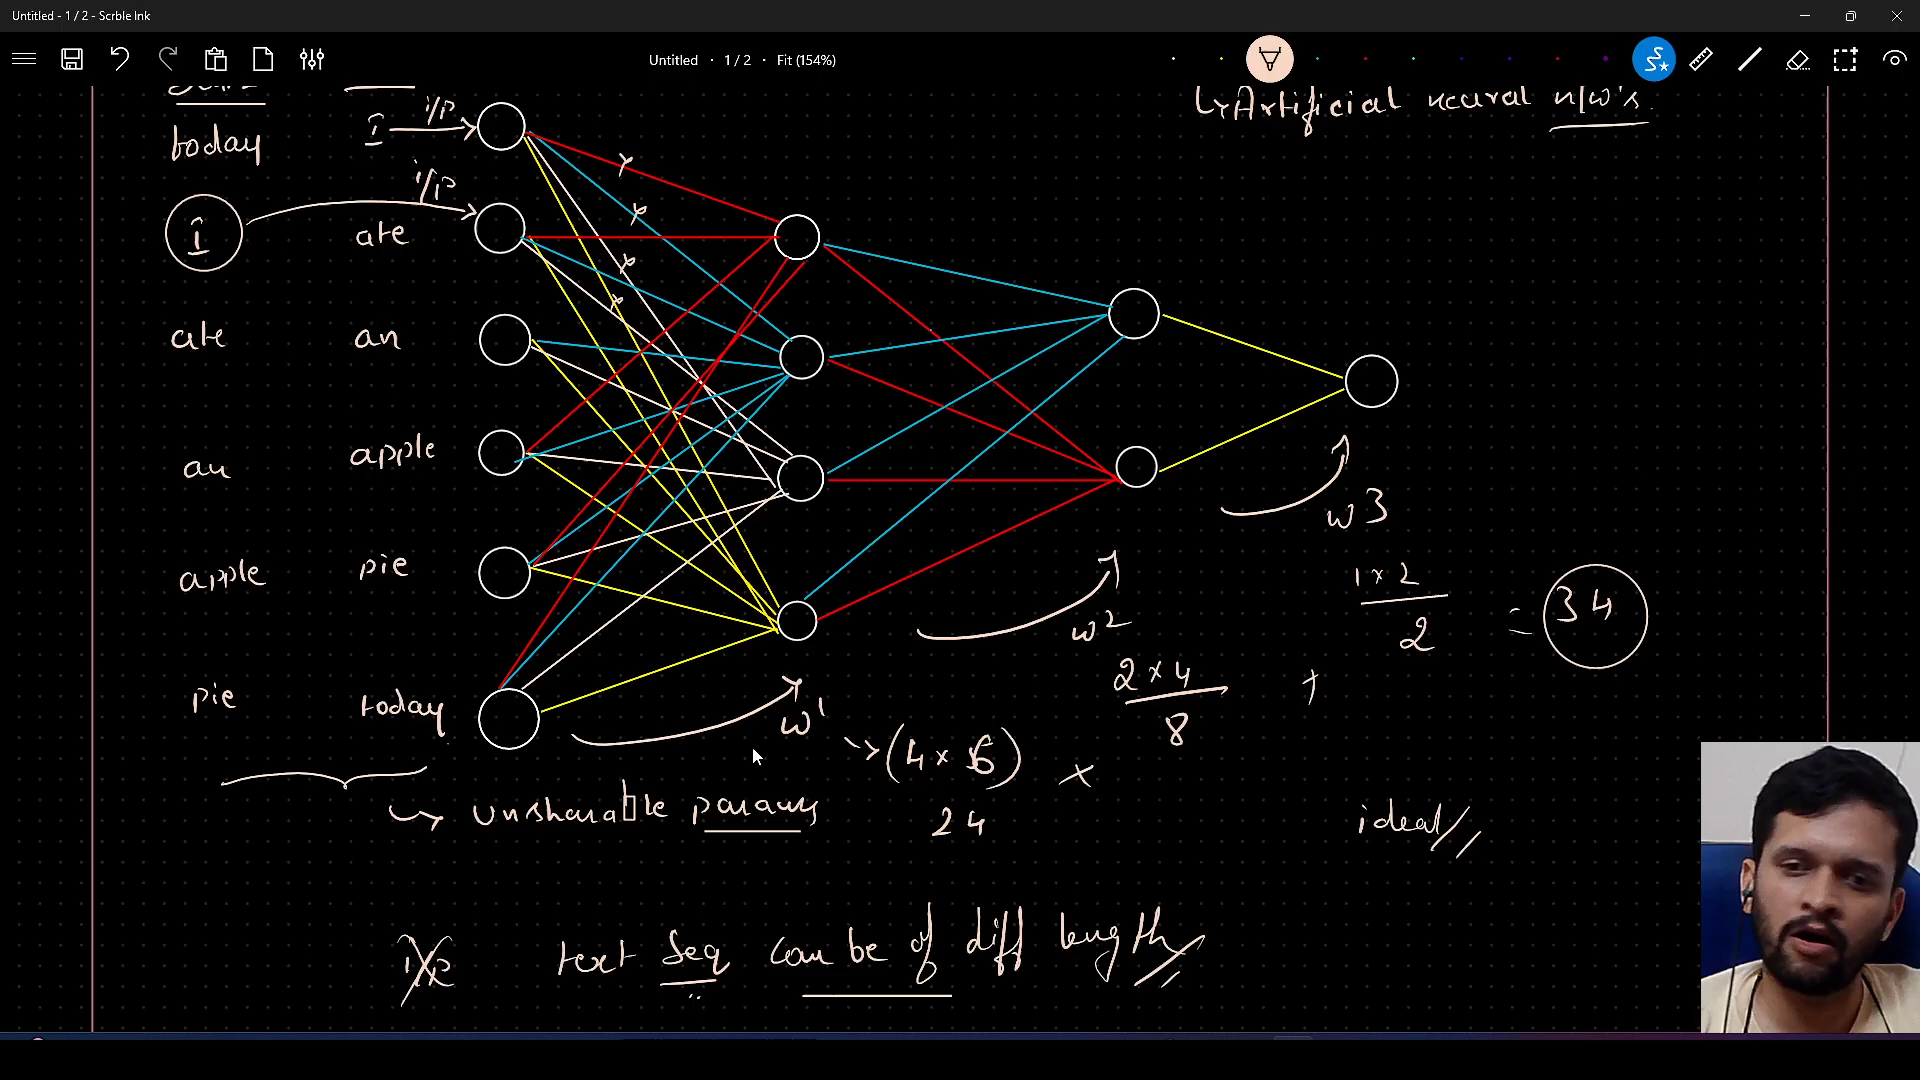 Untitled - 1 / 2 - Scrble Ink
Untitled · 1 / 2 · Fit (154%)
↳ Artificial neural n/w's.
today I i/P
I i/P ate
ate an
an apple
apple pie
pie today
w3
1 x 2
2
= 34
w2
2 x 4
8
+
w1
(4 x 6) x
24
unsharable params
ideal //
text Seq can be of diff length //